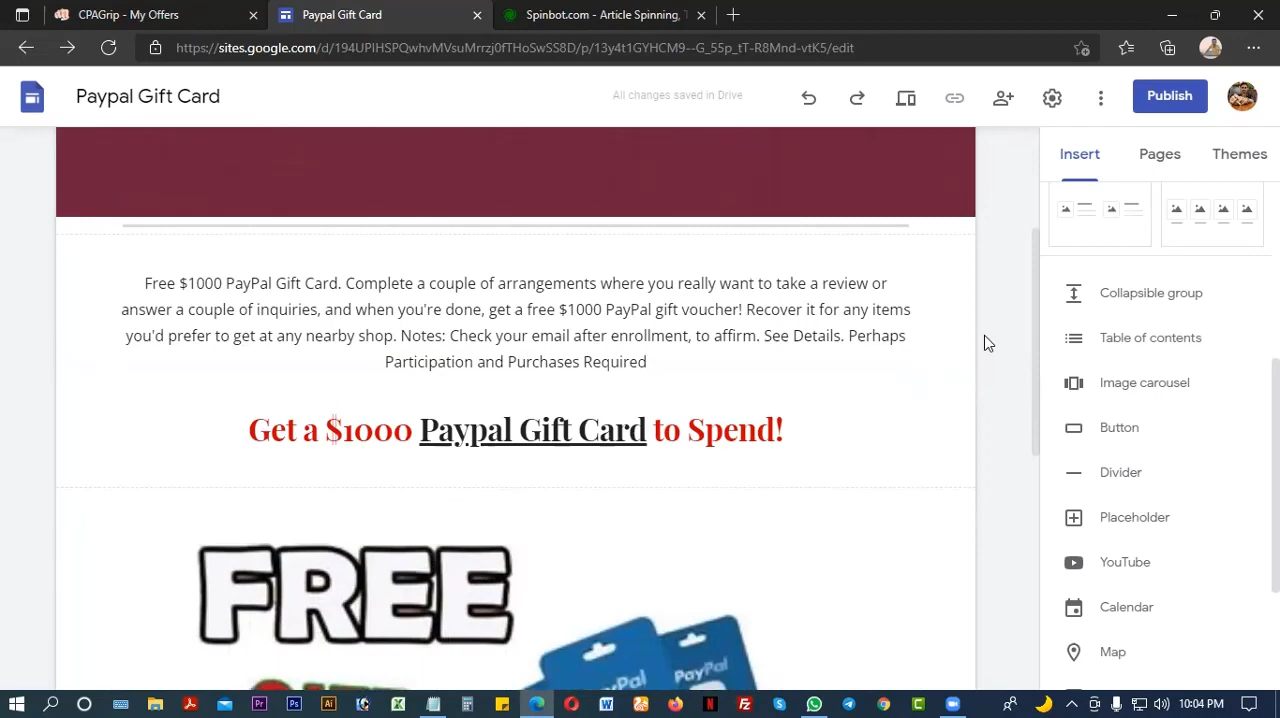 CPAGrip - My Offers
Paypal Gift Card
Spinbot.com - Article Spinning, T
https://sites.google.com/d/194UPIHSPQwhvMVsuMrrzj0fTHoSwSS8D/p/13y4t1GYHCM9--G_55p_tT-R8Mnd-vtK5/edit
Paypal Gift Card
All changes saved in Drive
Publish
Insert
Pages
Themes
Free $1000 PayPal Gift Card. Complete a couple of arrangements where you really want to take a review or
answer a couple of inquiries, and when you're done, get a free $1000 PayPal gift voucher! Recover it for any items
you'd prefer to get at any nearby shop. Notes: Check your email after enrollment, to affirm. See Details. Perhaps
Participation and Purchases Required
Get a $1000 Paypal Gift Card to Spend!
FREE
PayPal
Collapsible group
Table of contents
Image carousel
Button
Divider
Placeholder
YouTube
Calendar
Map
10:04 PM